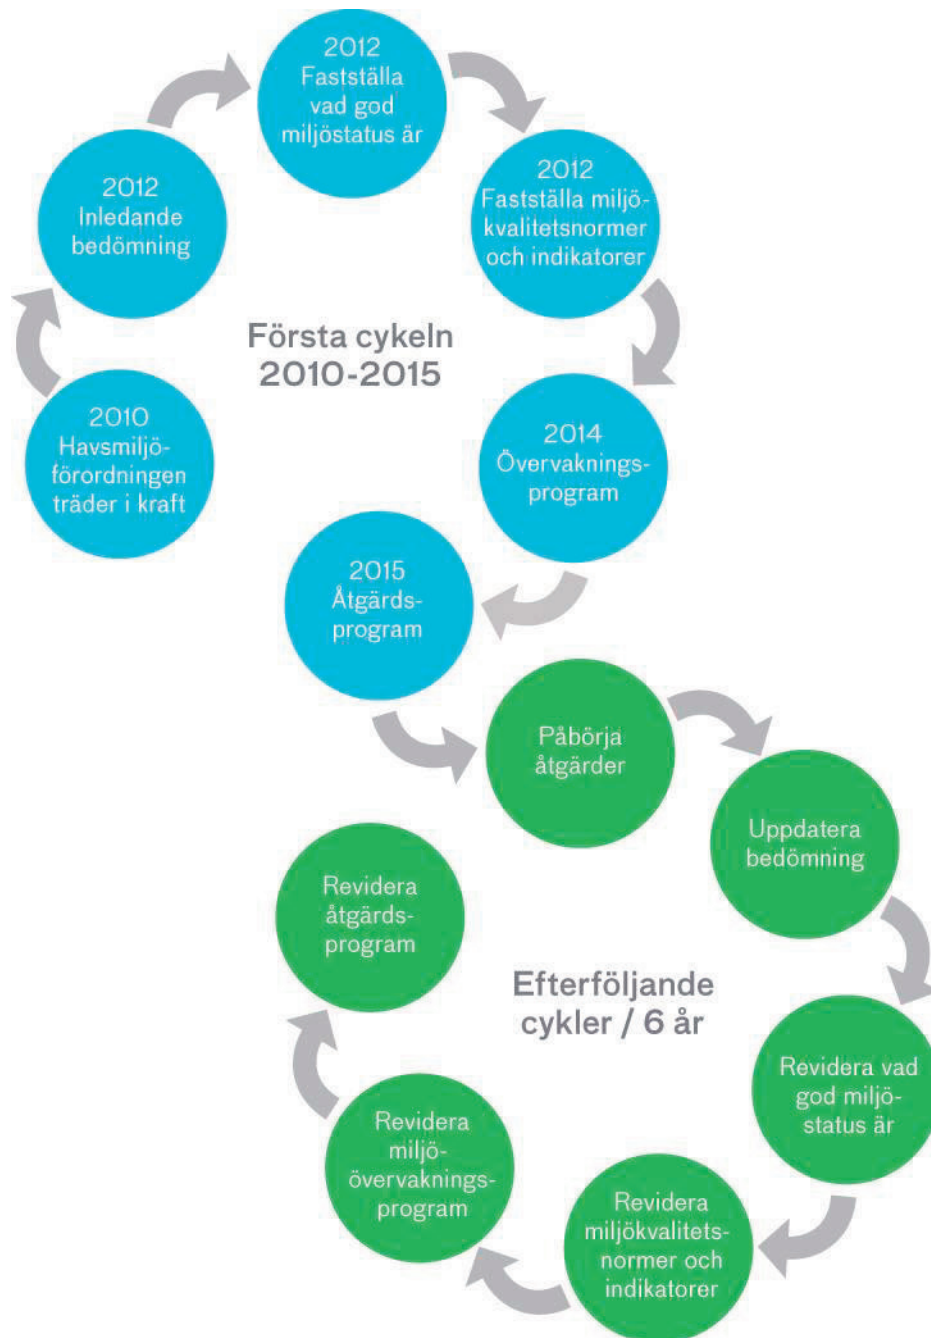 2010
Havsmiljö-
förordningen
träder i kraft
2012
Inledande
bedömning
2012
Fastställa
vad god
miljöstatus är
2012
Fastställa miljö-
kvalitetsnormer
och indikatorer
Första cykeln
2010-2015
2014
Övervaknings-
program
2015
Åtgärds-
program
Påbörja
åtgärder
Uppdatera
bedömning
Revidera vad
god miljö-
status är
Revidera
miljökvalitets-
normer och
indikatorer
Revidera
miljö-
övervaknings-
program
Revidera
åtgärds-
program
Efterföljande
cykler / 6 år